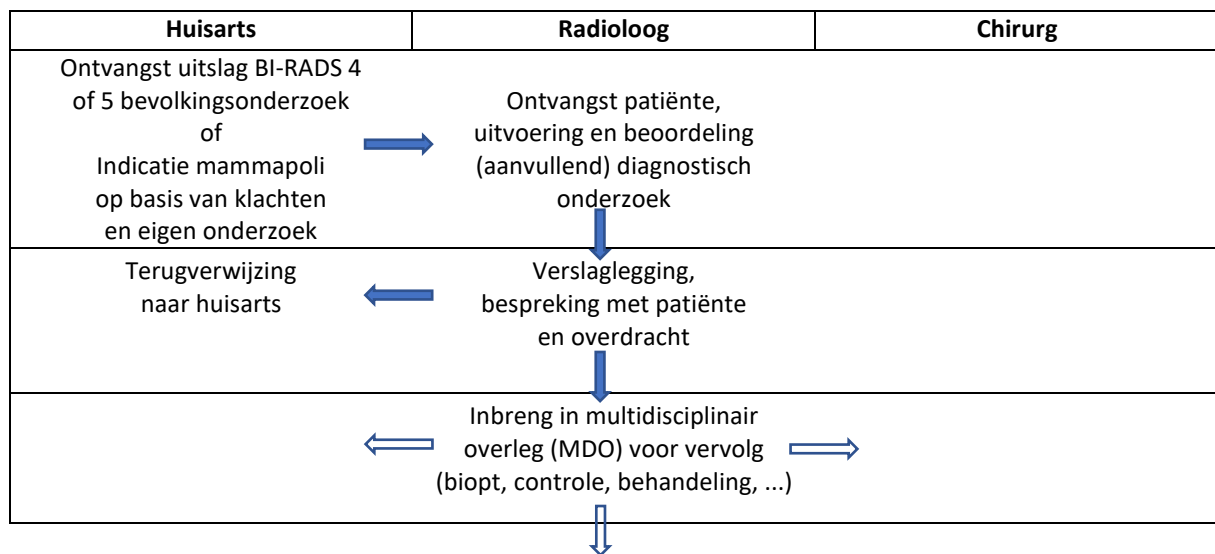 Huisarts
Radioloog
Chirurg
Ontvangst uitslag BI-RADS 4
of 5 bevolkingsonderzoek
of
Indicatie mammapoli
op basis van klachten
en eigen onderzoek
Ontvangst patiënte,
uitvoering en beoordeling
(aanvullend) diagnostisch
onderzoek
Terugverwijzing
naar huisarts
Verslaglegging,
bespreking met patiënte
en overdracht
Inbreng in multidisciplinair
overleg (MDO) voor vervolg
(biopt, controle, behandeling, ...)